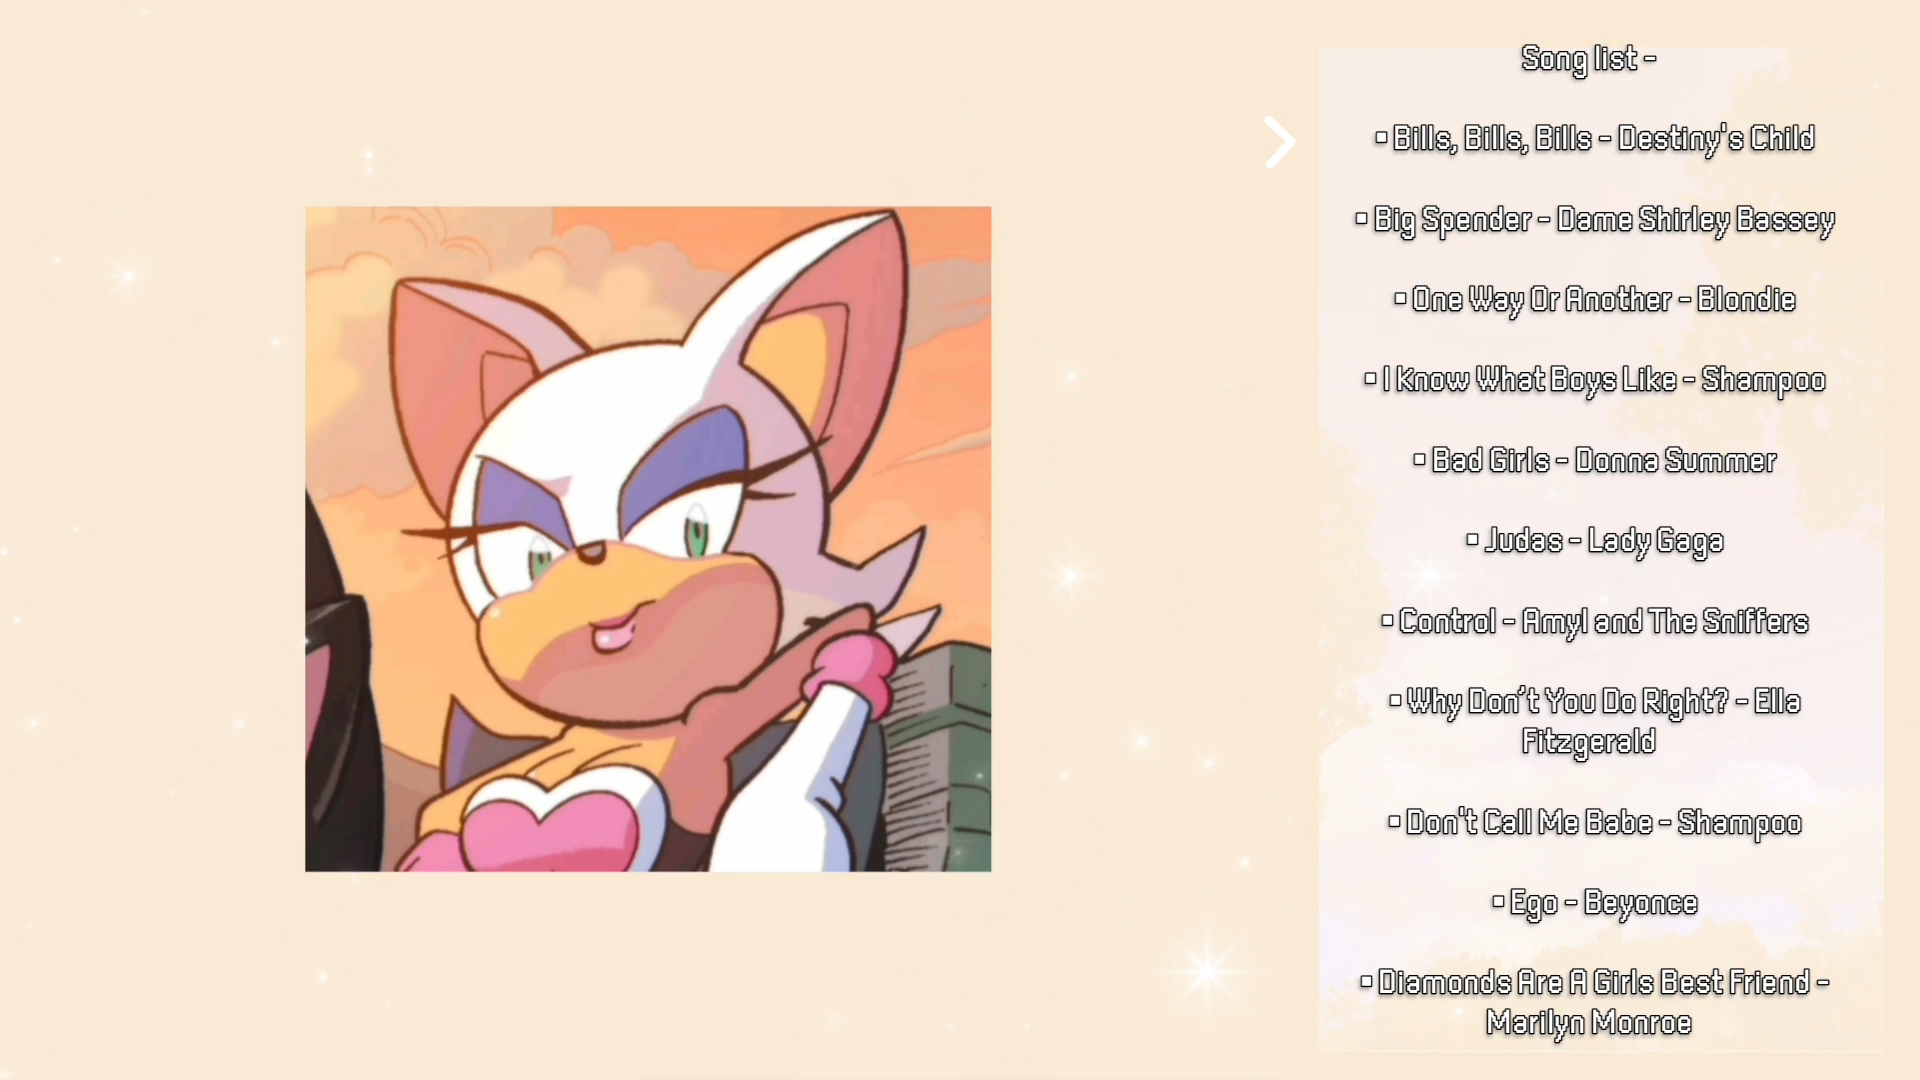 Song list -
▪ Bills, Bills, Bills - Destiny's Child
▪ Big Spender - Dame Shirley Bassey
▪ One Way Or Another - Blondie
▪ I Know What Boys Like - Shampoo
▪ Bad Girls - Donna Summer
▪ Judas - Lady Gaga
▪ Control - Amyl and The Sniffers
▪ Why Don’t You Do Right? - Ella
Fitzgerald
▪ Don't Call Me Babe - Shampoo
▪ Ego - Beyonce
▪ Diamonds Are A Girls Best Friend -
Marilyn Monroe